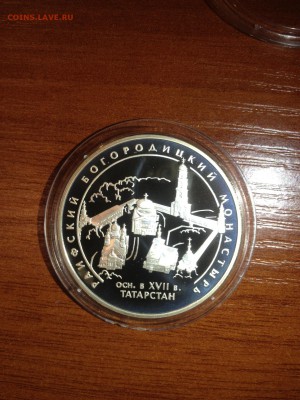 COINS.LAVE.RU
РАИФСКИЙ БОГОРОДИЦКИЙ МОНАСТЫРЬ
ОСН. В XVII В.
ТАТАРСТАН